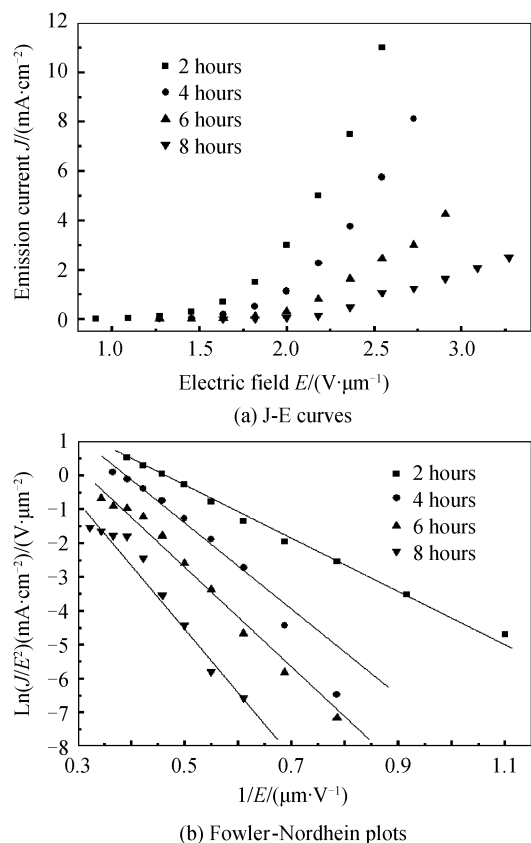 12
10
8
6
4
2
0
Emission current J/(mA·cm⁻²)
2 hours
4 hours
6 hours
8 hours
1.0
1.5
2.0
2.5
3.0
Electric field E/(V·μm⁻¹)
(a) J-E curves
1
0
−1
−2
−3
−4
−5
−6
−7
−8
Ln(J/E²)(mA·cm⁻²)/(V·μm⁻²)
2 hours
4 hours
6 hours
8 hours
0.3
0.5
0.7
0.9
1.1
1/E/(μm·V⁻¹)
(b) Fowler-Nordhein plots